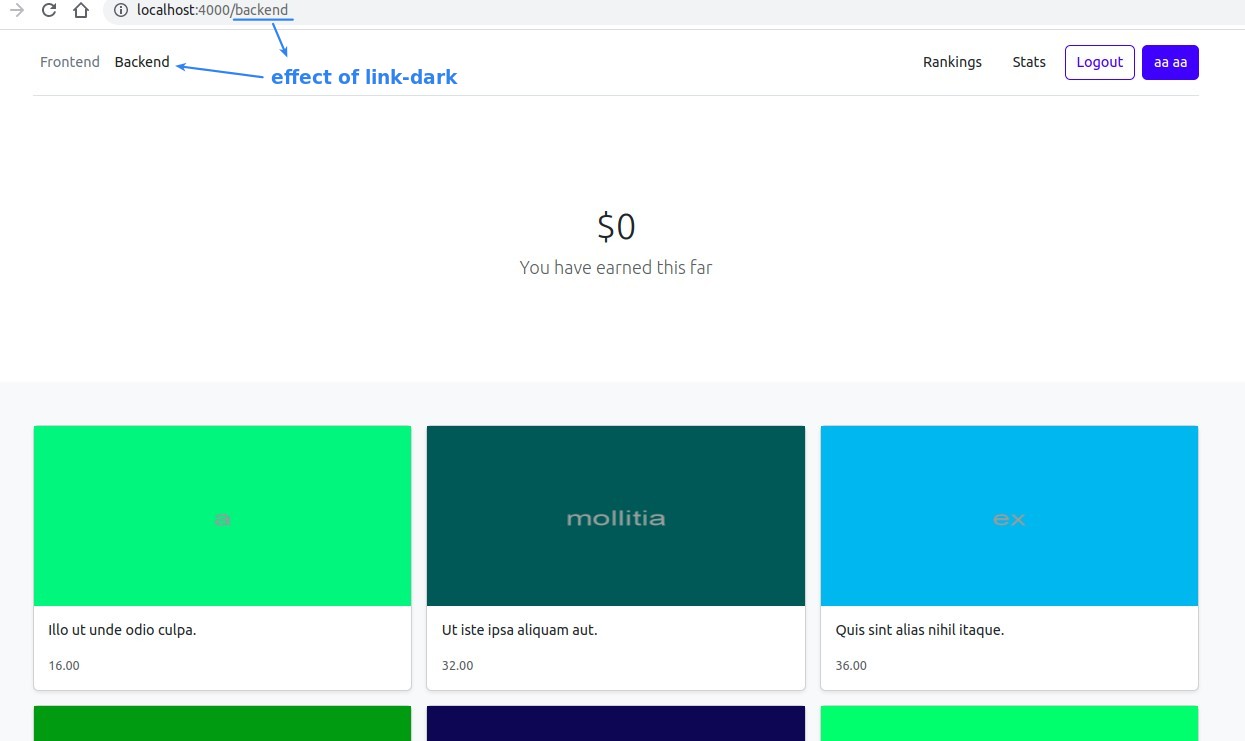 localhost:4000/backend
Frontend Backend Rankings Stats Logout aa aa
effect of link-dark
$0
You have earned this far
a mollitia ex
Illo ut unde odio culpa. Ut iste ipsa aliquam aut. Quis sint alias nihil itaque.
16.00 32.00 36.00